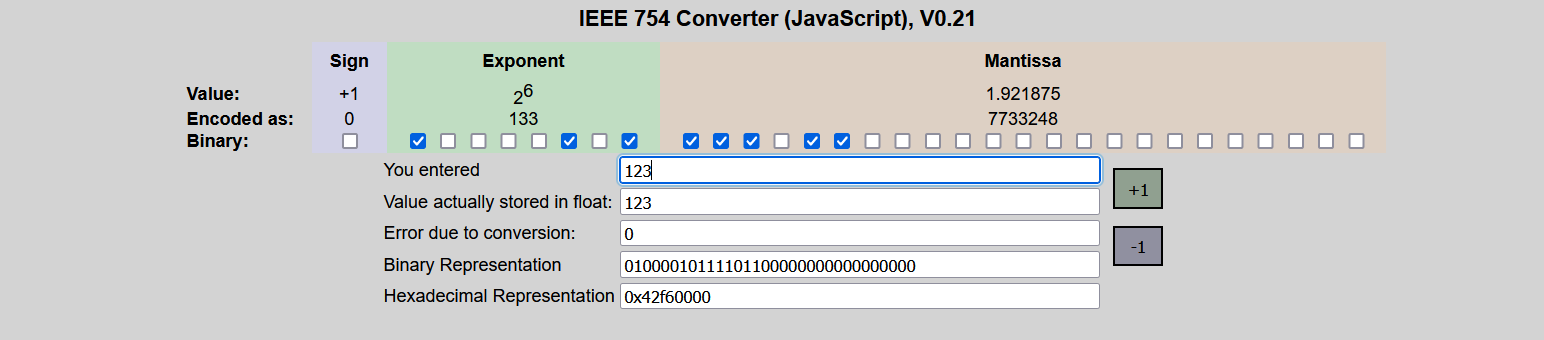 IEEE 754 Converter (JavaScript), V0.21
Sign Exponent Mantissa
Value: +1 2⁶ 1.921875
Encoded as: 0 133 7733248
Binary:
You entered 123
+1
Value actually stored in float: 123
Error due to conversion: 0
-1
Binary Representation 01000010111101100000000000000000
Hexadecimal Representation 0x42f60000